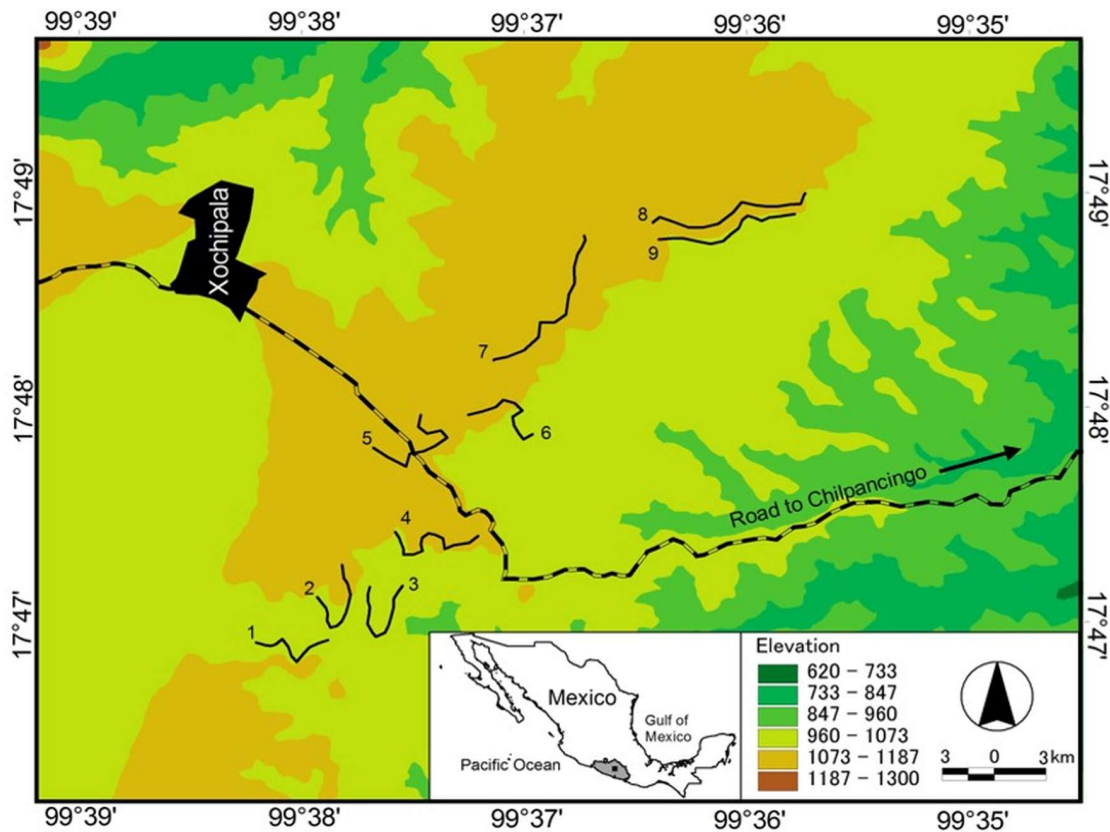 99°39' 99°38' 99°37' 99°36' 99°35'
17°49'
17°49'
Xochipala
8
9
7
17°48'
17°48'
5
6
Road to Chilpancingo
4
2
3
1
17°47'
17°47'
Mexico
Gulf of
Mexico
Pacific Ocean
Elevation
620 – 733
733 – 847
847 – 960
960 – 1073
1073 – 1187
1187 – 1300
3 0 3 km
99°39' 99°38' 99°37' 99°36' 99°35'